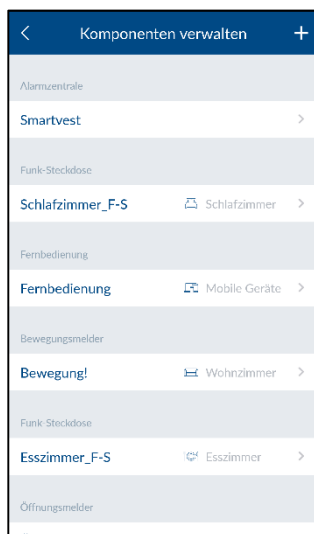 Komponenten verwalten
Alarmzentrale
Smartvest
Funk-Steckdose
Schlafzimmer_F-S Schlafzimmer
Fernbedienung
Fernbedienung Mobile Geräte
Bewegungsmelder
Bewegung! Wohnzimmer
Funk-Steckdose
Esszimmer_F-S Esszimmer
Öffnungsmelder